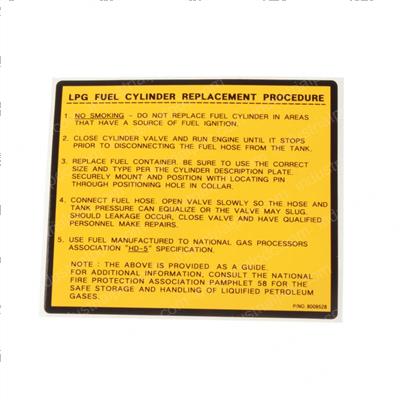 LPG FUEL CYLINDER REPLACEMENT PROCEDURE
1. NO SMOKING - DO NOT REPLACE FUEL CYLINDER IN AREAS
THAT HAVE A SOURCE OF FUEL IGNITION.
2. CLOSE CYLINDER VALVE AND RUN ENGINE UNTIL IT STOPS
PRIOR TO DISCONNECTING THE FUEL HOSE FROM THE TANK.
3. REPLACE FUEL CONTAINER. BE SURE TO USE THE CORRECT
SIZE AND TYPE PER THE CYLINDER DESCRIPTION PLATE.
SECURELY MOUNT AND POSITION WITH LOCATING PIN
THROUGH POSITIONING HOLE IN COLLAR.
4. CONNECT FUEL HOSE. OPEN VALVE SLOWLY SO THE HOSE AND
TANK PRESSURE CAN EQUALIZE OR THE VALVE MAY SLUG.
SHOULD LEAKAGE OCCUR, CLOSE VALVE AND HAVE QUALIFIED
PERSONNEL MAKE REPAIRS.
5. USE FUEL MANUFACTURED TO NATIONAL GAS PROCESSORS
ASSOCIATION "HD-5" SPECIFICATION.
NOTE : THE ABOVE IS PROVIDED AS A GUIDE.
FOR ADDITIONAL INFORMATION, CONSULT THE NATIONAL
FIRE PROTECTION ASSOCIATION PAMPHLET 58 FOR THE
SAFE STORAGE AND HANDLING OF LIQUIFIED PETROLEUM
GASES.
P/NO. 8009528